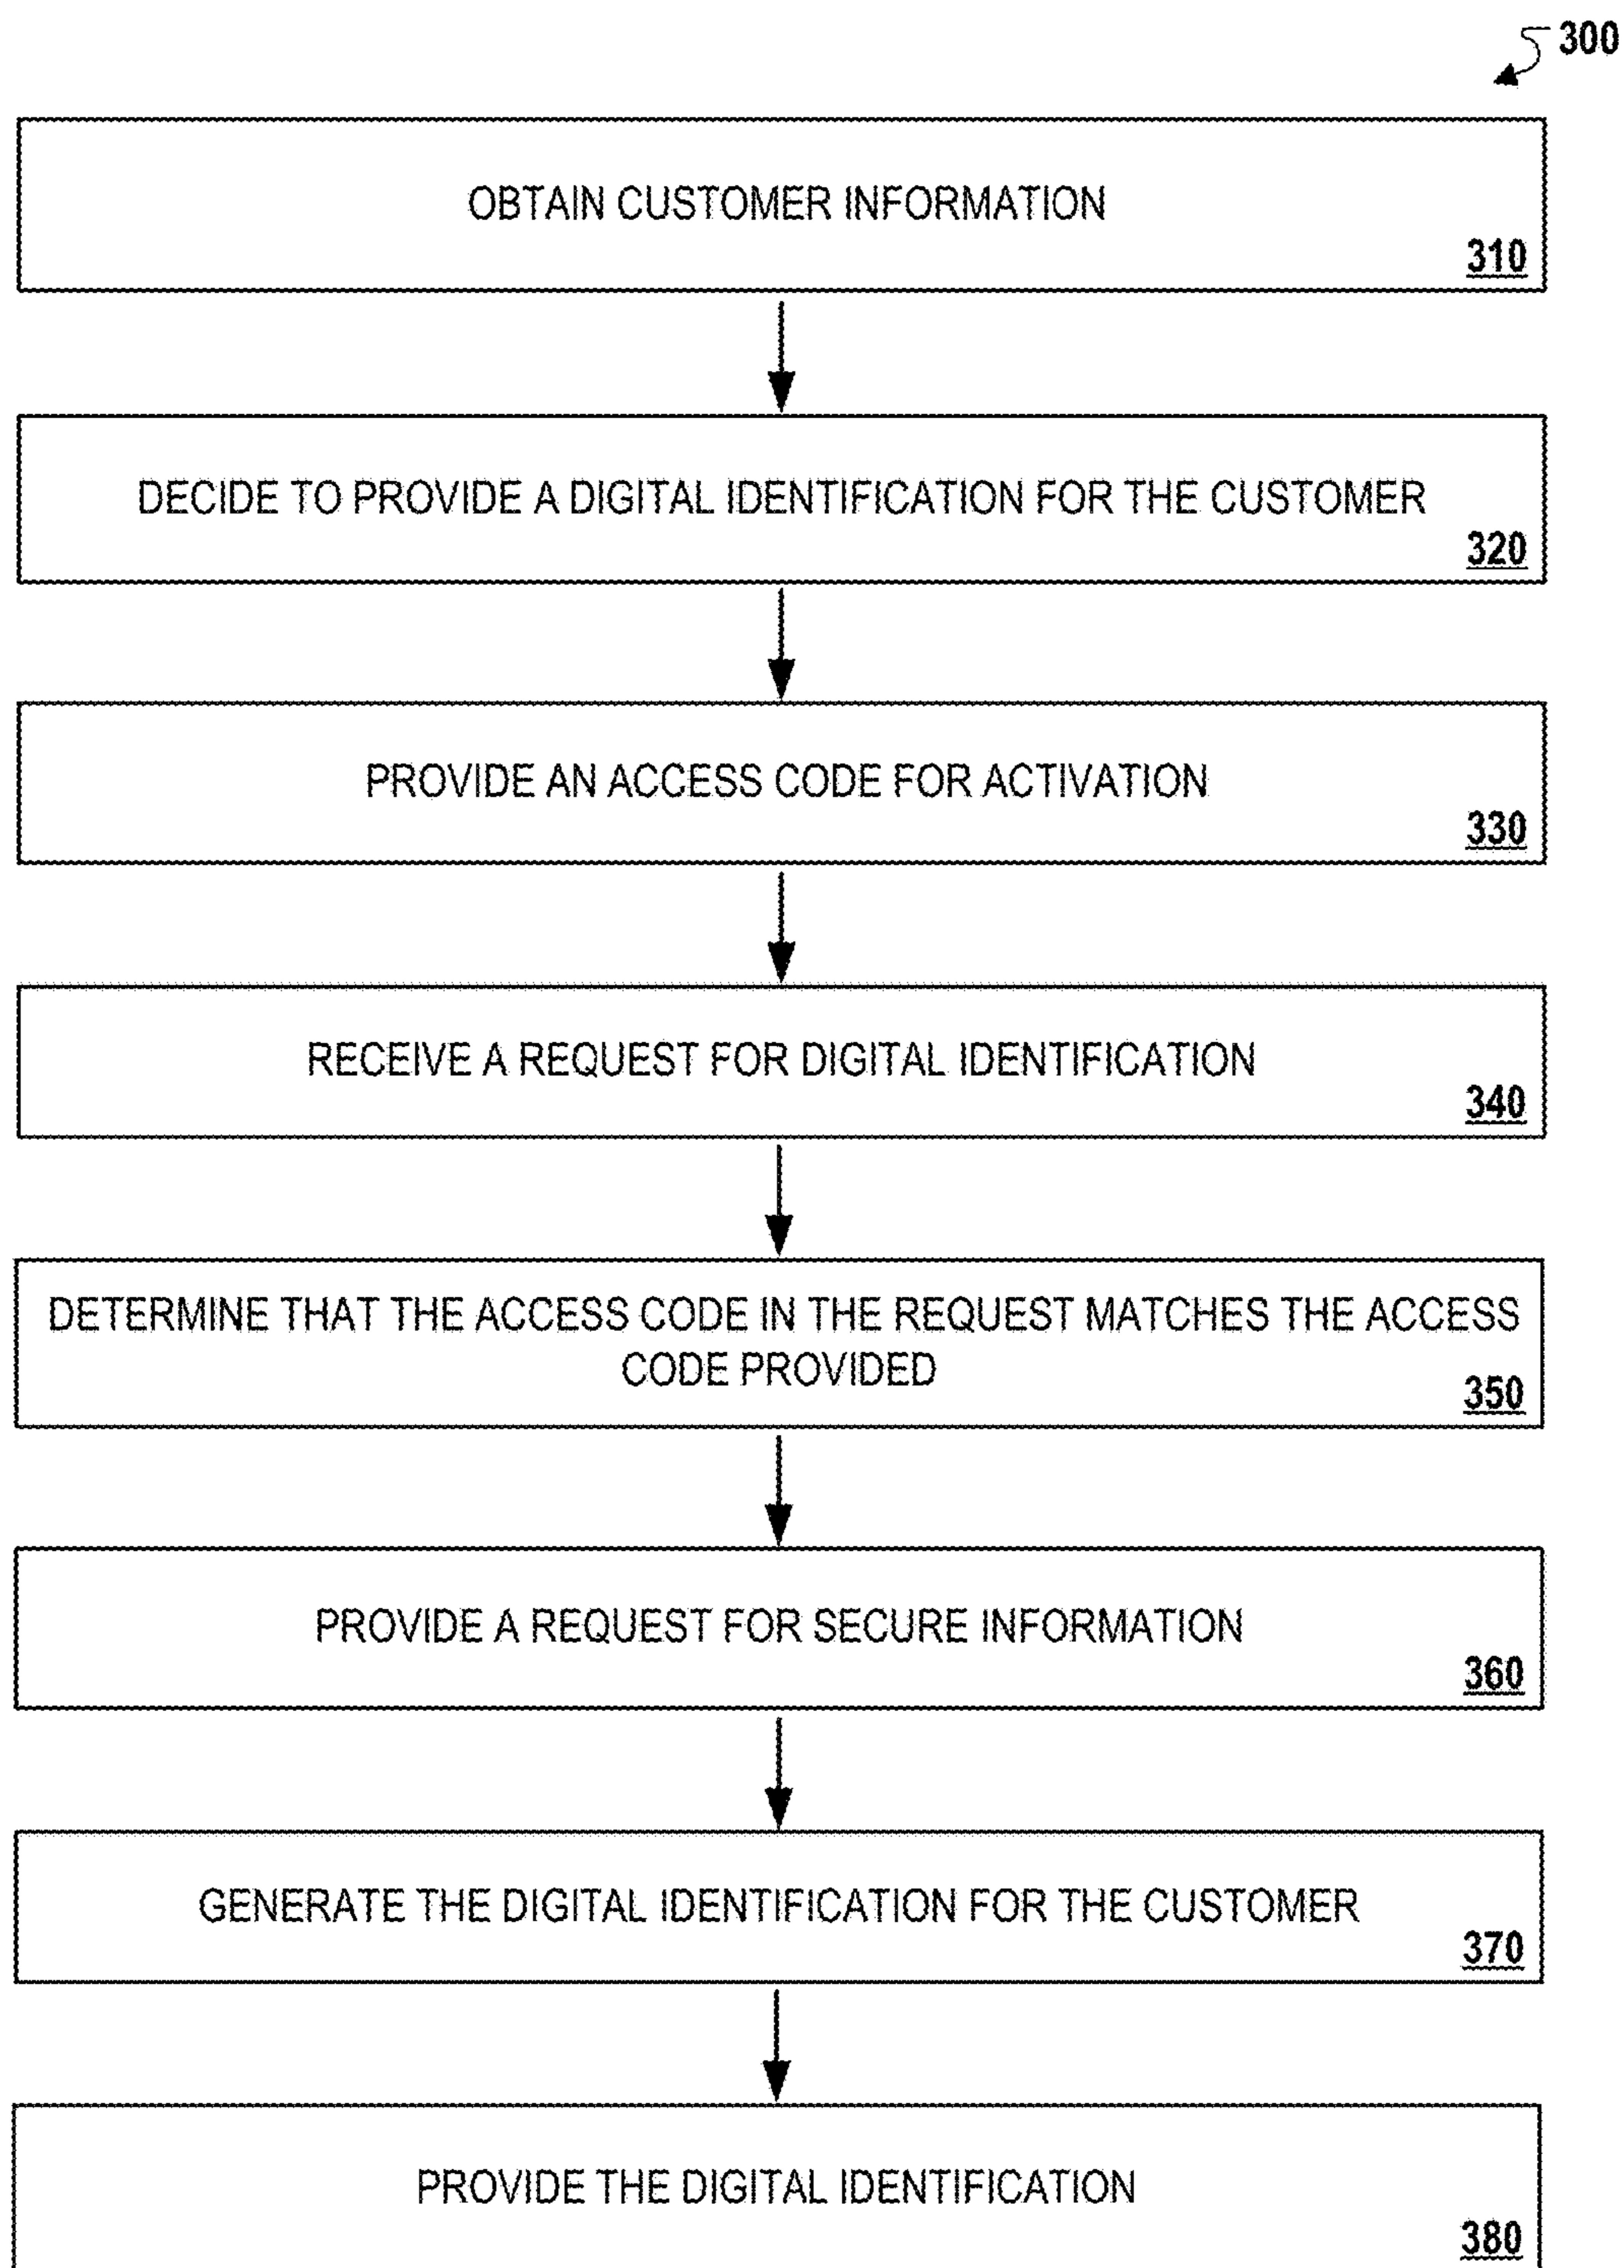 300
OBTAIN CUSTOMER INFORMATION
310
DECIDE TO PROVIDE A DIGITAL IDENTIFICATION FOR THE CUSTOMER
320
PROVIDE AN ACCESS CODE FOR ACTIVATION
330
RECEIVE A REQUEST FOR DIGITAL IDENTIFICATION
340
DETERMINE THAT THE ACCESS CODE IN THE REQUEST MATCHES THE ACCESS
CODE PROVIDED
350
PROVIDE A REQUEST FOR SECURE INFORMATION
360
GENERATE THE DIGITAL IDENTIFICATION FOR THE CUSTOMER
370
PROVIDE THE DIGITAL IDENTIFICATION
380